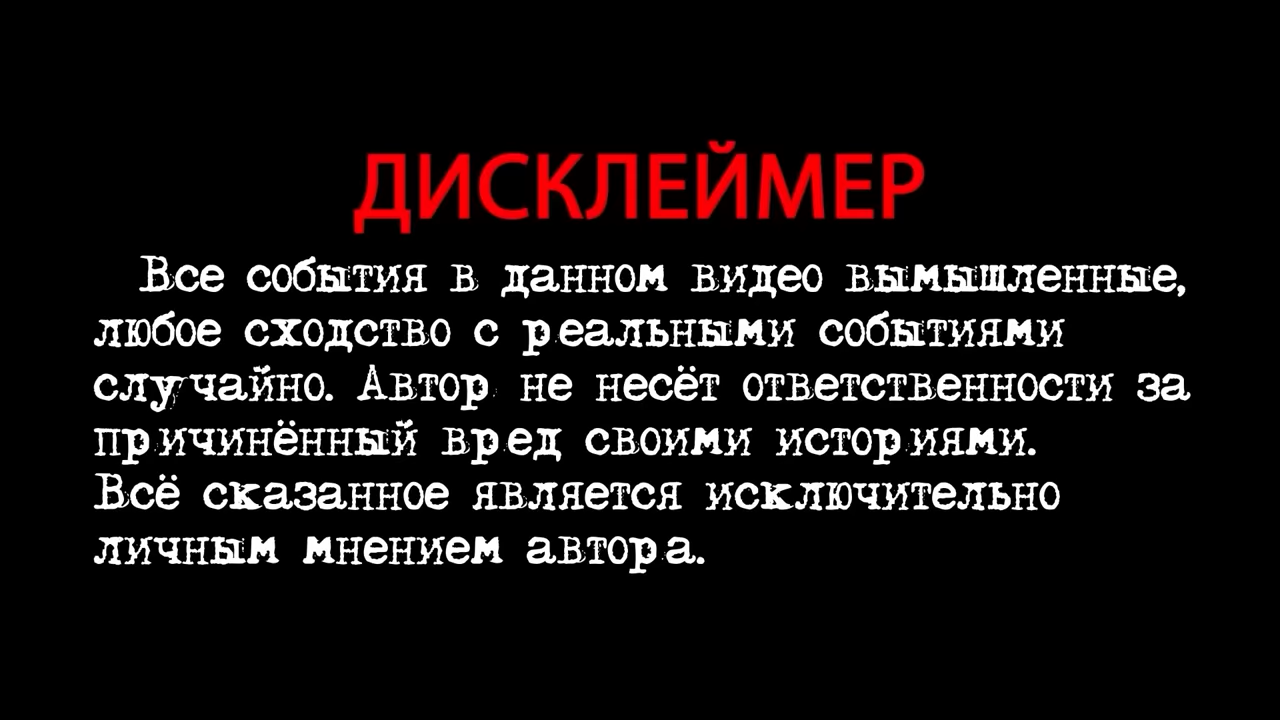 ДИСКЛЕЙМЕР
Все события в данном видео вымышленные,
любое сходство с реальными событиями
случайно. Автор не несёт ответственности за
причинённый вред своими историями.
Всё сказанное является исключительно
личным мнением автора.